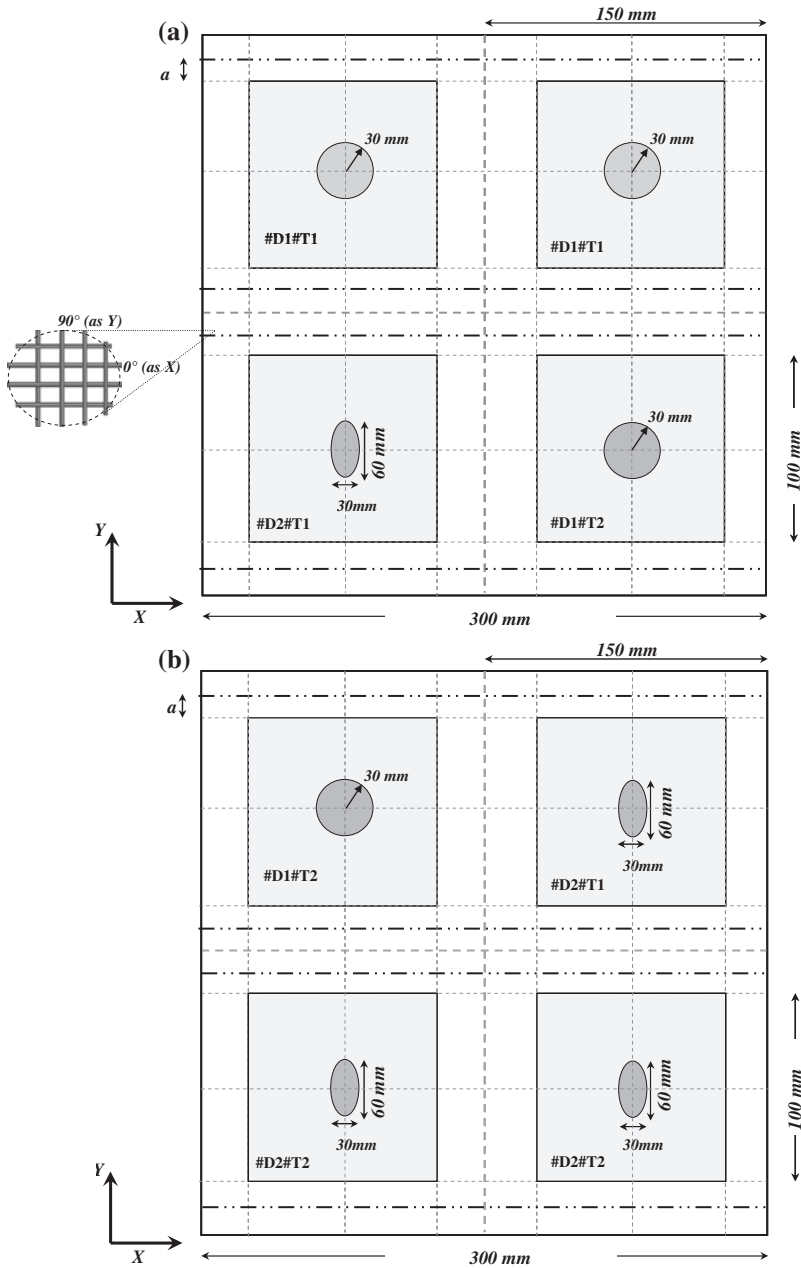 (a)
150 mm
a
30 mm
30 mm
#D1#T1
#D1#T1
90° (as Y)
0° (as X)
30 mm
60 mm
30mm
100 mm
#D2#T1
#D1#T2
Y
X
300 mm
(b)
150 mm
a
30 mm
60 mm
30mm
#D1#T2
#D2#T1
60 mm
60 mm
30mm
30mm
100 mm
#D2#T2
#D2#T2
Y
X
300 mm